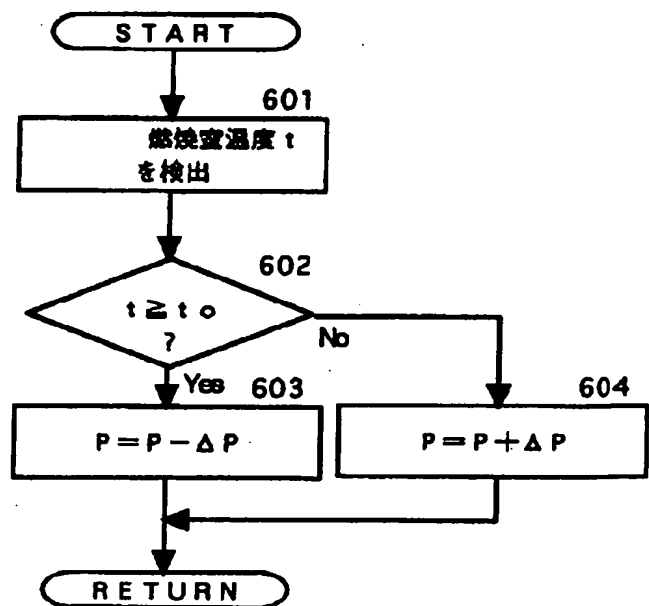 START
601
燃焼室温度 t
を検出
602
t ≧ t o
?
No
Yes
603
604
P = P − Δ P
P = P + Δ P
RETURN